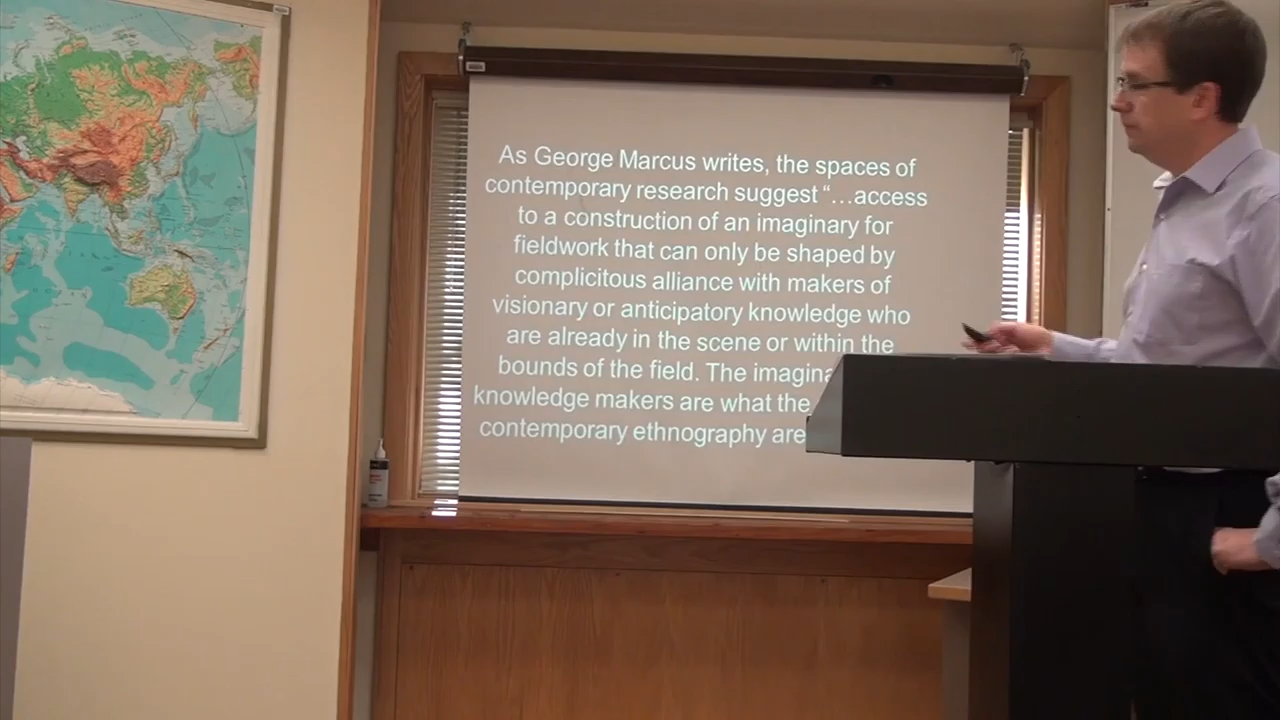 As George Marcus writes, the spaces of
contemporary research suggest “…access
to a construction of an imaginary for
fieldwork that can only be shaped by
complicitous alliance with makers of
visionary or anticipatory knowledge who
are already in the scene or within the
bounds of the field. The
knowledge makers are what the
contemporary ethnography are